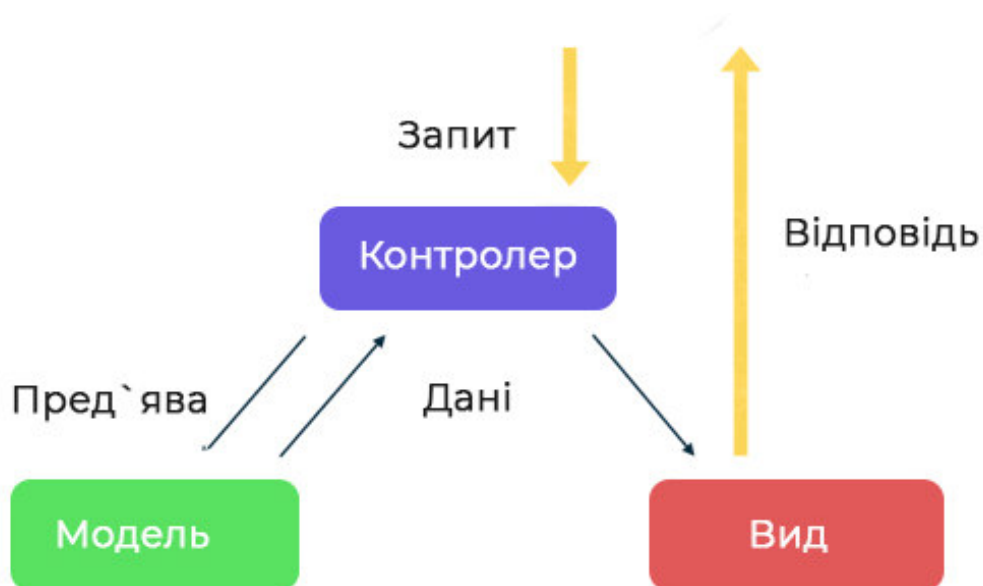 Запит
Відповідь
Контролер
Пред`ява
Дані
Модель
Вид